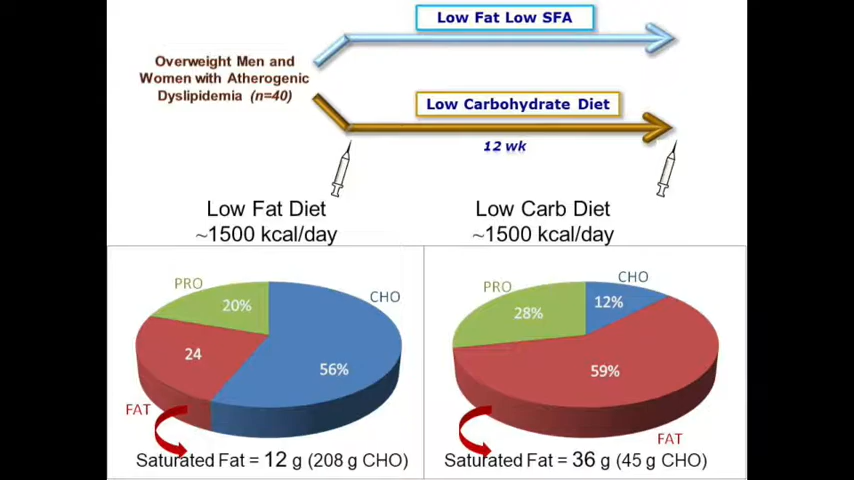 Low Fat Low SFA
Overweight Men and
Women with Atherogenic
Dyslipidemia (n=40)
Low Carbohydrate Diet
12 wk
Low Fat Diet
~1500 kcal/day
Low Carb Diet
~1500 kcal/day
PRO
20%
CHO
24
56%
FAT
Saturated Fat = 12 g (208 g CHO)
CHO
PRO
12%
28%
59%
FAT
Saturated Fat = 36 g (45 g CHO)